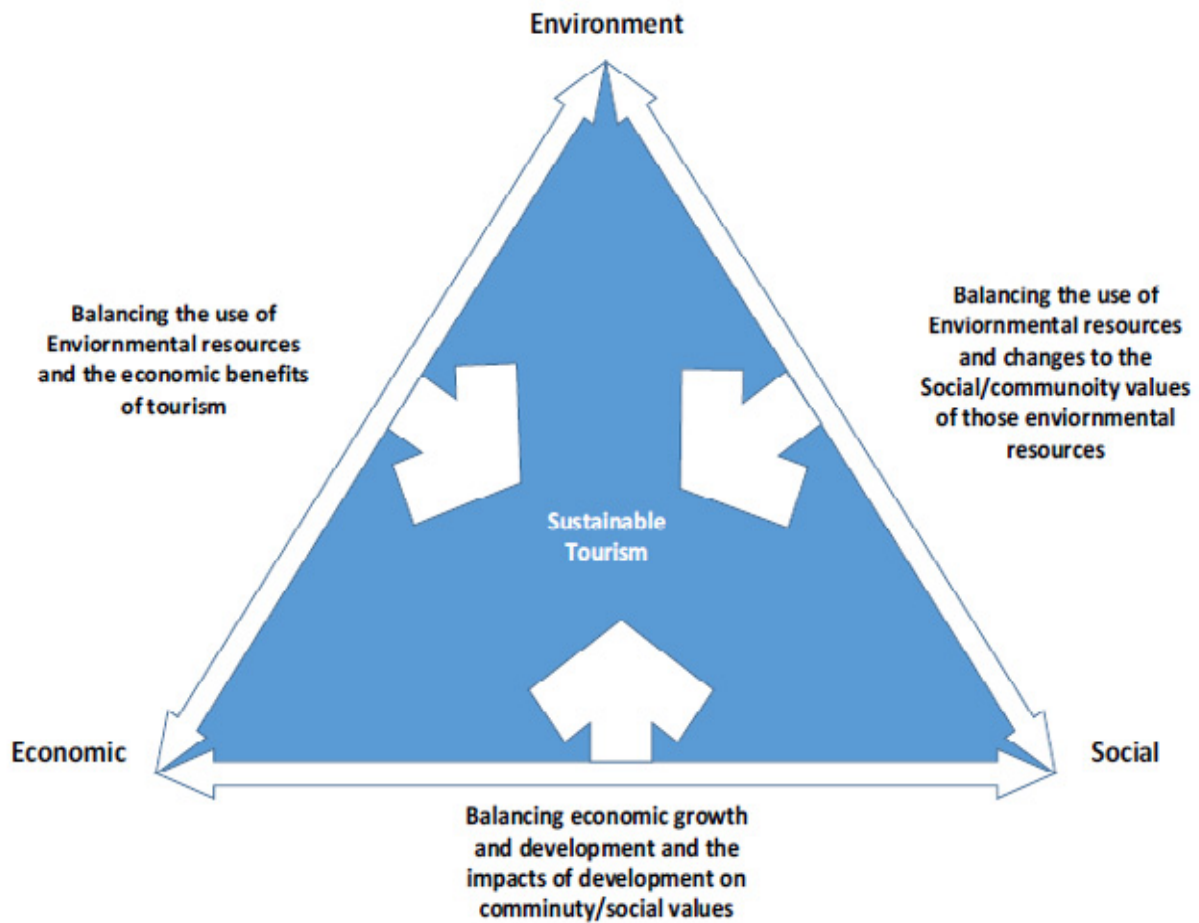 Environment
Balancing the use of
Enviornmental resources
and the economic benefits
of tourism
Balancing the use of
Enviornmental resources
and changes to the
Social/communoity values
of those enviornmental
resources
Sustainable
Tourism
Economic
Social
Balancing economic growth
and development and the
impacts of development on
comminuty/social values